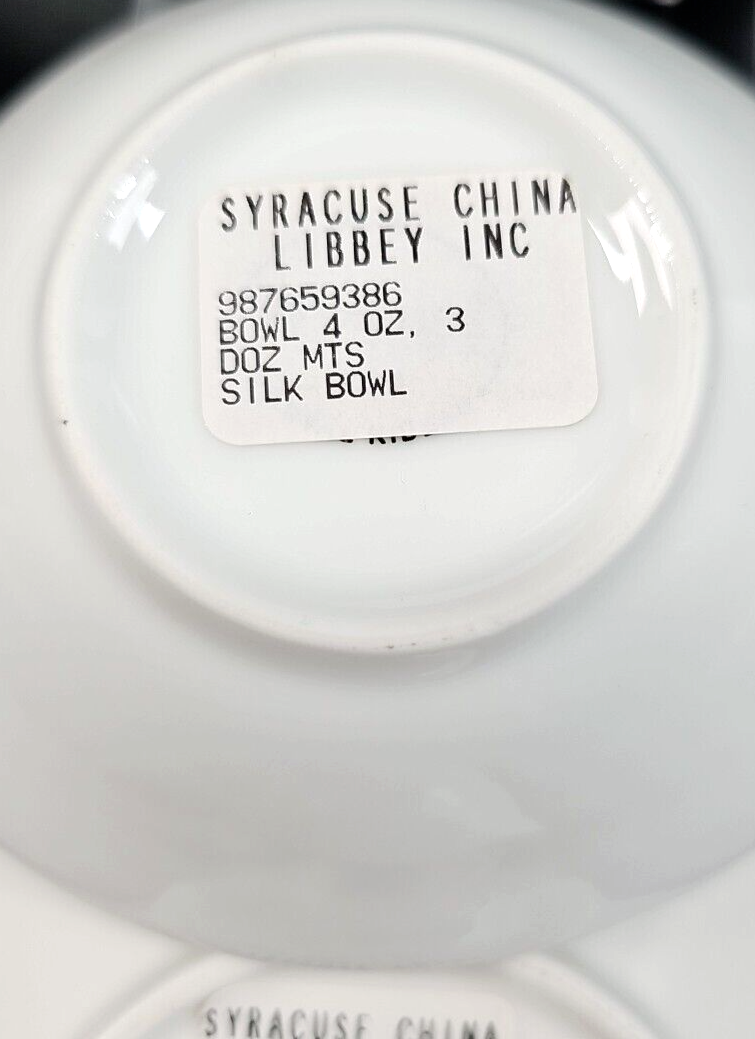 SYRACUSE CHINA
LIBBEY INC
987659386
BOWL 4 OZ, 3
DOZ MTS
SILK BOWL
SYRACUSE CHINA